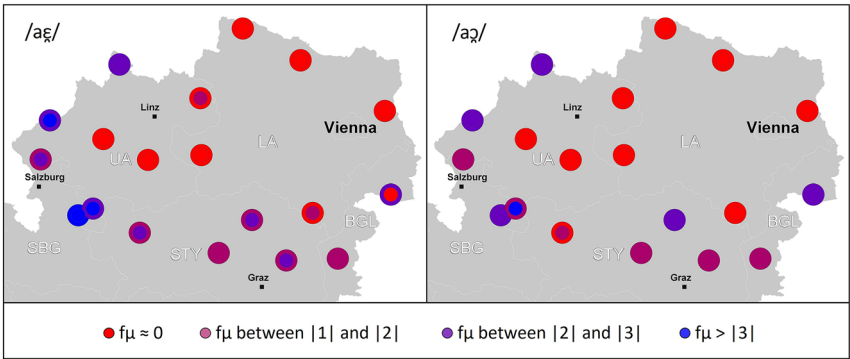 /aɛ̯/
Linz
Vienna
LA
UA
Salzburg
BGL
SBG
STY
Graz
/aɔ̯/
Linz
Vienna
LA
UA
Salzburg
BGL
SBG
STY
Graz
fμ ≈ 0
fμ between |1| and |2|
fμ between |2| and |3|
fμ > |3|